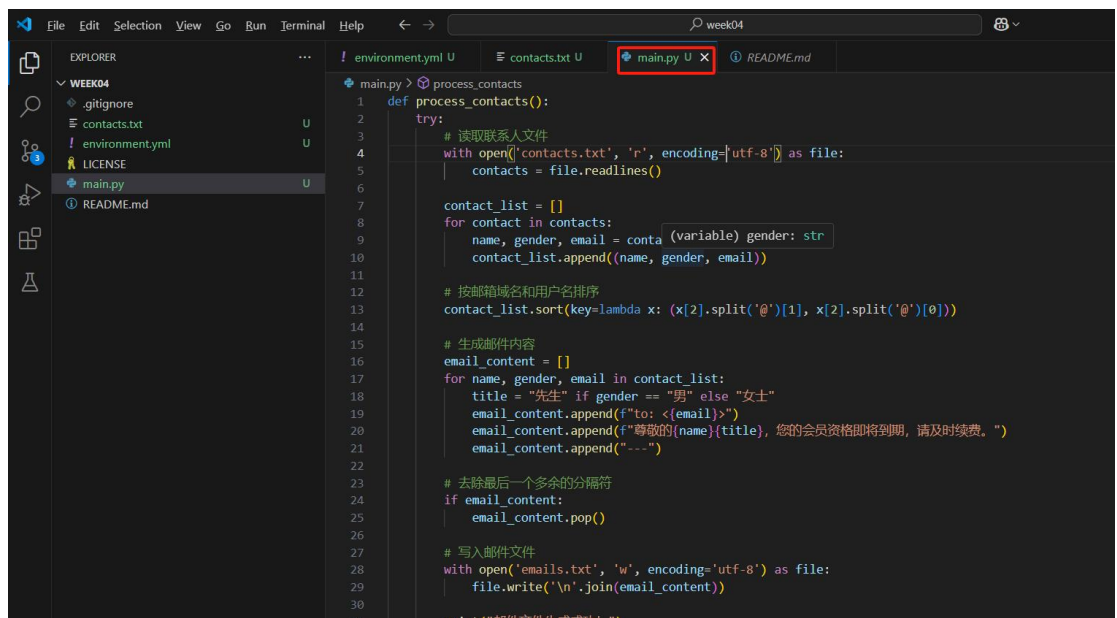 File Edit Selection View Go Run Terminal Help week04
EXPLORER
WEEK04
.gitignore
contacts.txt U
environment.yml U
LICENSE
main.py U
README.md
3
! environment.yml U contacts.txt U main.py U README.md
main.py > process_contacts
1 def process_contacts():
2 try:
3 # 读取联系人文件
4 with open('contacts.txt', 'r', encoding='utf-8') as file:
5 contacts = file.readlines()
6
7 contact_list = []
8 for contact in contacts:
9 name, gender, email = conta
(variable) gender: str
10 contact_list.append((name, gender, email))
11
12 # 按邮箱域名和用户名排序
13 contact_list.sort(key=lambda x: (x[2].split('@')[1], x[2].split('@')[0]))
14
15 # 生成邮件内容
16 email_content = []
17 for name, gender, email in contact_list:
18 title = "先生" if gender == "男" else "女士"
19 email_content.append(f"to: <{email}>")
20 email_content.append(f"尊敬的{name}{title}，您的会员资格即将到期，请及时续费。")
21 email_content.append("---")
22
23 # 去除最后一个多余的分隔符
24 if email_content:
25 email_content.pop()
26
27 # 写入邮件文件
28 with open('emails.txt', 'w', encoding='utf-8') as file:
29 file.write('\n'.join(email_content))
30